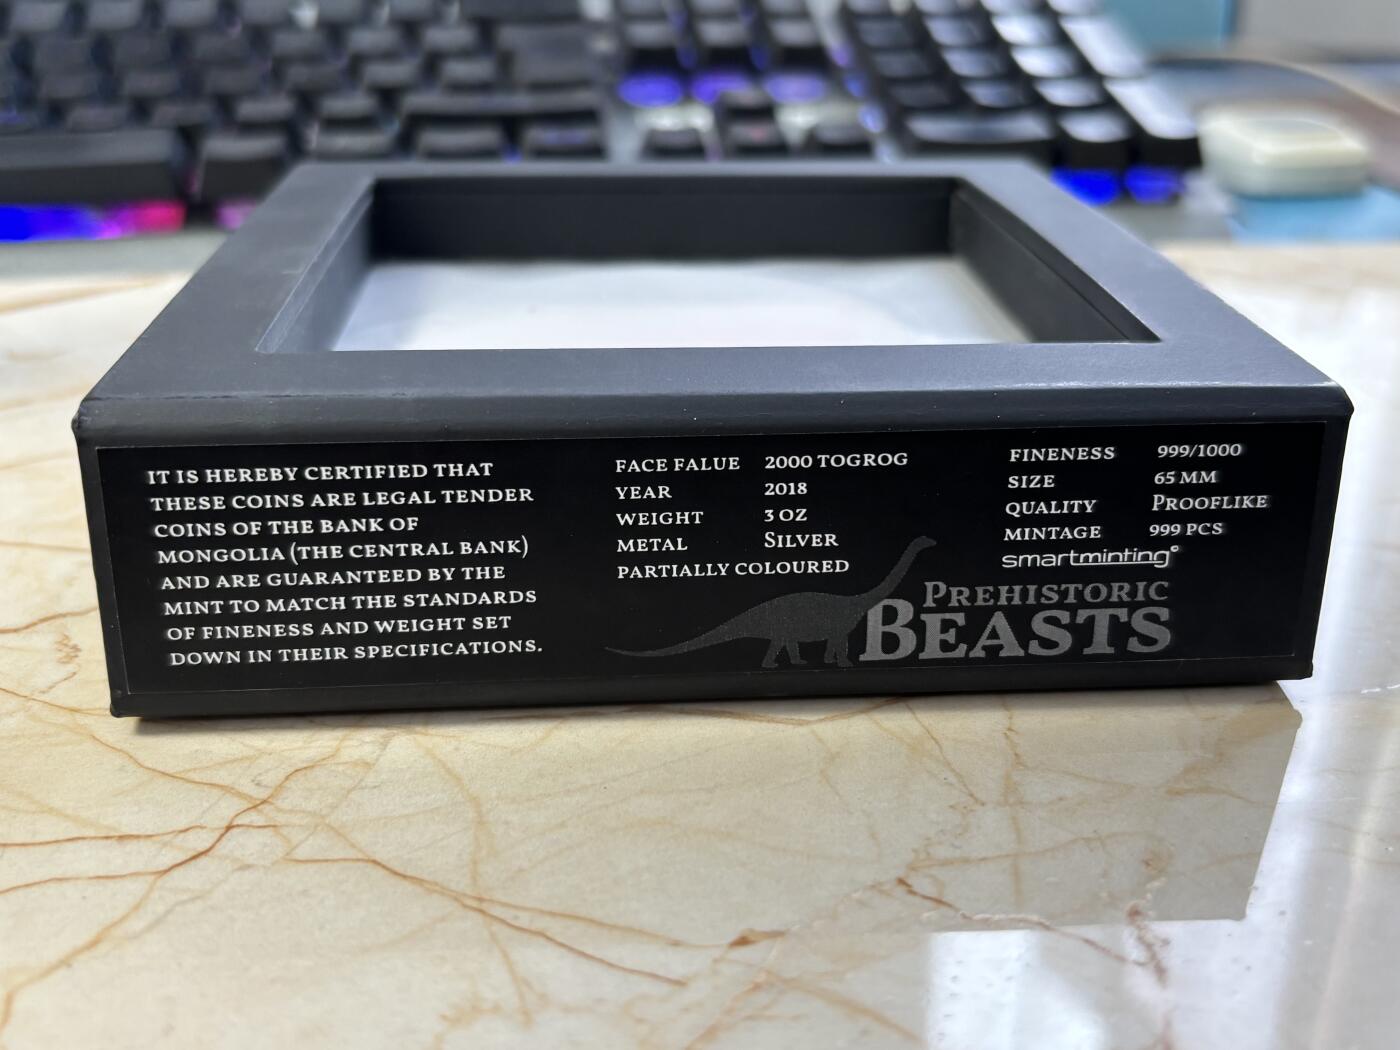 IT IS HEREBY CERTIFIED THAT
THESE COINS ARE LEGAL TENDER
COINS OF THE BANK OF
MONGOLIA (THE CENTRAL BANK)
AND ARE GUARANTEED BY THE
MINT TO MATCH THE STANDARDS
OF FINENESS AND WEIGHT SET
DOWN IN THEIR SPECIFICATIONS.
FACE FALUE 2000 TOGROG
YEAR 2018
WEIGHT 3 OZ
METAL SILVER
PARTIALLY COLOURED
FINENESS 999/1000
SIZE 65 MM
QUALITY PROOFLIKE
MINTAGE 999 PCS
smartminting©
PREHISTORIC
BEASTS